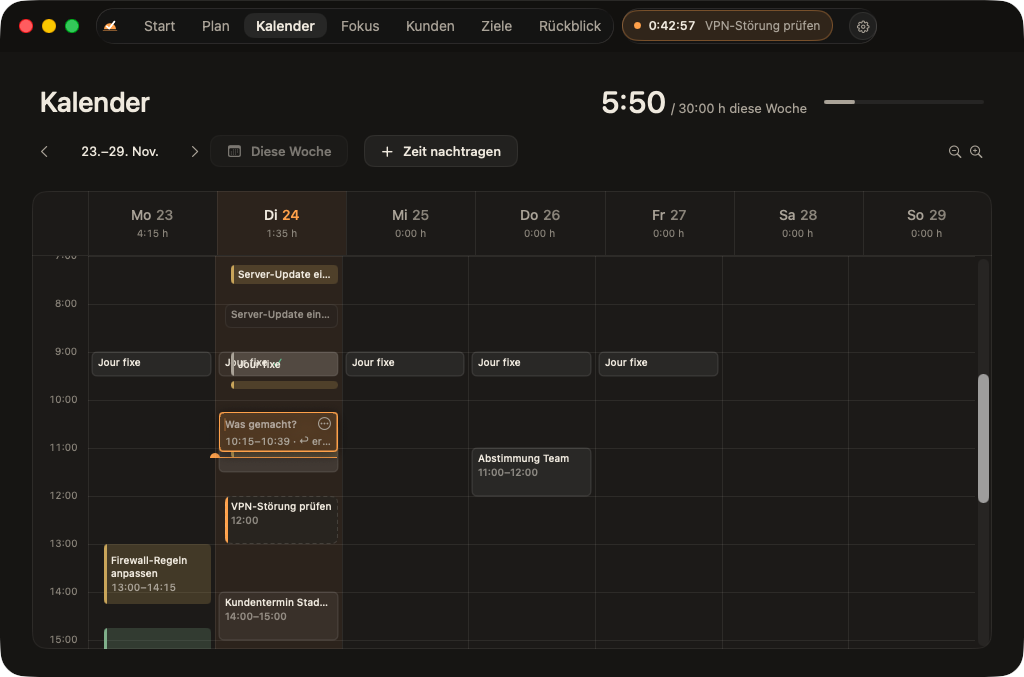 Start Plan Kalender Fokus Kunden Ziele Rückblick 0:42:57 VPN-Störung prüfen
Kalender
5:50 / 30:00 h diese Woche
23.–29. Nov.
Diese Woche
+ Zeit nachtragen
Mo 23
4:15 h
Di 24
1:35 h
Mi 25
0:00 h
Do 26
0:00 h
Fr 27
0:00 h
Sa 28
0:00 h
So 29
0:00 h
7:00
Server-Update ei...
8:00
Server-Update ein...
9:00
Jour fixe
Jour fixe
Jour fixe
Jour fixe
Jour fixe
Jour fixe
10:00
Was gemacht?
10:15–10:39 · ↩ er...
11:00
Abstimmung Team
11:00–12:00
12:00
VPN-Störung prüfen
12:00
13:00
Firewall-Regeln
anpassen
13:00–14:15
14:00
Kundentermin Stad...
14:00–15:00
15:00